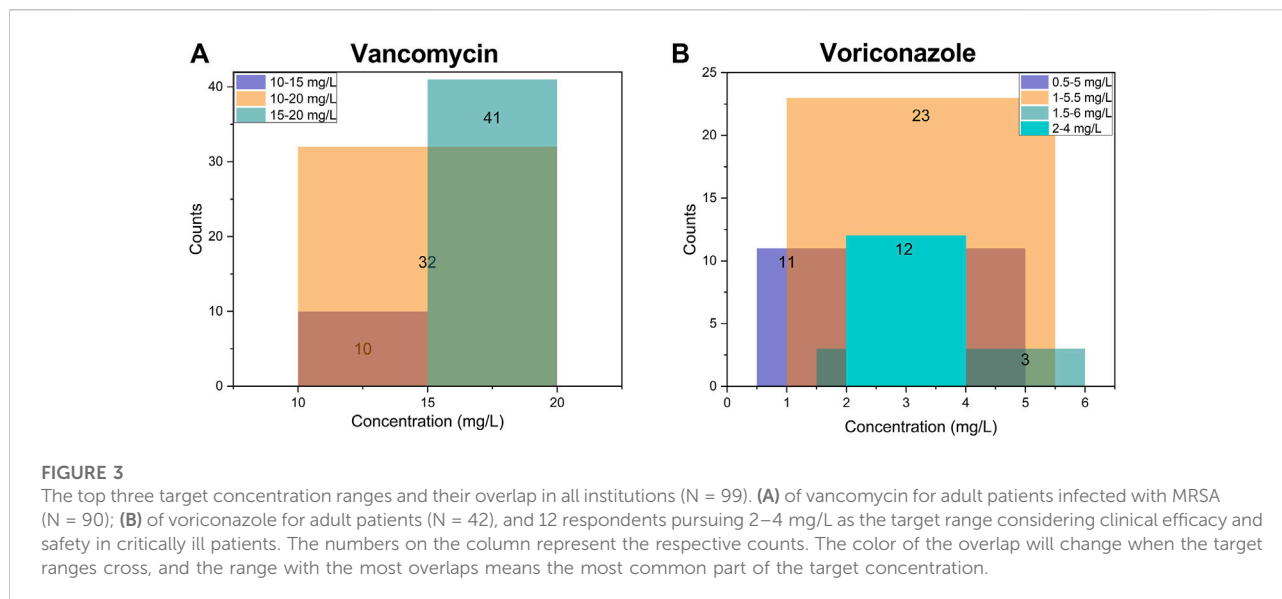 A
Vancomycin
10-15 mg/L
10-20 mg/L
15-20 mg/L
Counts
40
30
20
10
0
41
32
10
10
15
20
Concentration (mg/L)
B
Voriconazole
0.5-5 mg/L
1-5.5 mg/L
1.5-6 mg/L
2-4 mg/L
Counts
25
20
15
10
5
0
23
11
12
3
0
1
2
3
4
5
6
Concentration (mg/L)
FIGURE 3
The top three target concentration ranges and their overlap in all institutions (N = 99). (A) of vancomycin for adult patients infected with MRSA
(N = 90); (B) of voriconazole for adult patients (N = 42), and 12 respondents pursuing 2–4 mg/L as the target range considering clinical efficacy and
safety in critically ill patients. The numbers on the column represent the respective counts. The color of the overlap will change when the target
ranges cross, and the range with the most overlaps means the most common part of the target concentration.